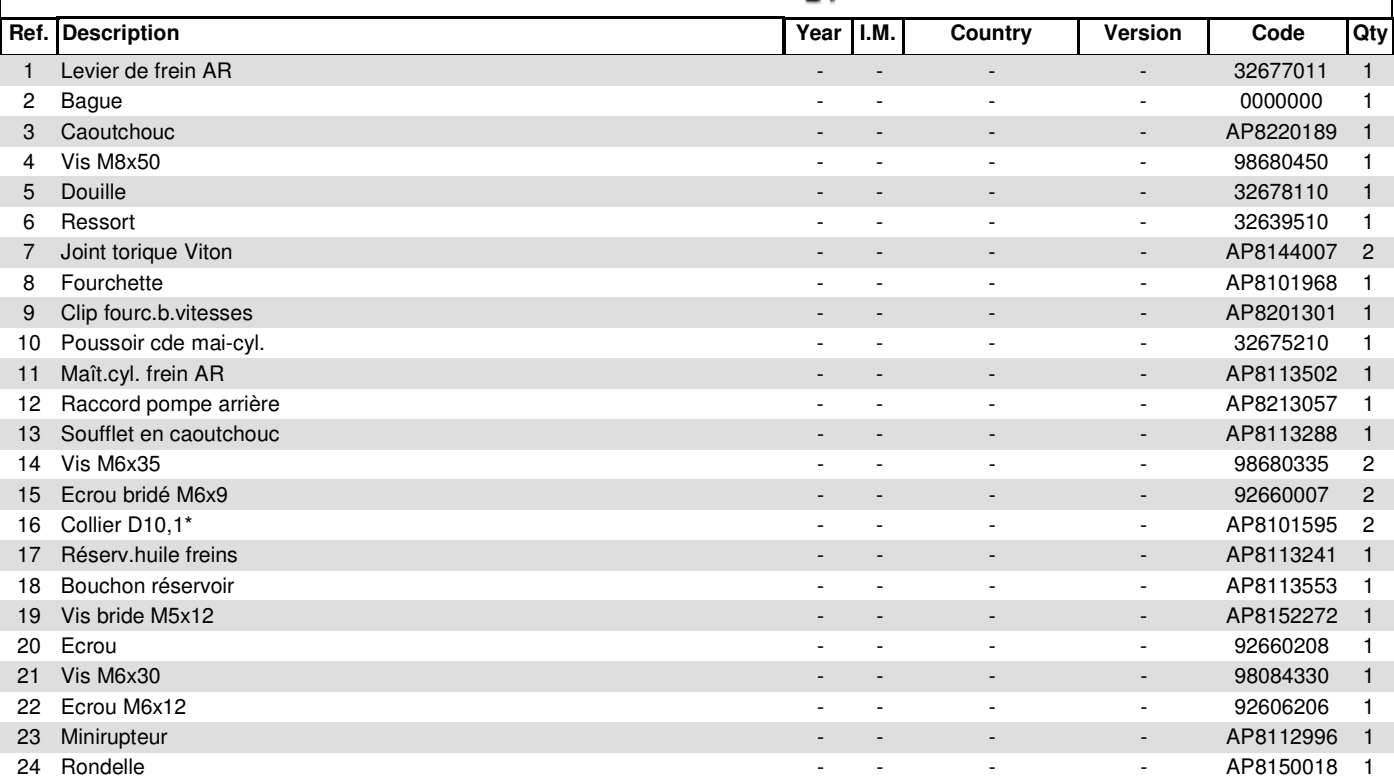 Ref. Description Year I.M. Country Version Code Qty
1 Levier de frein AR - - - - 32677011 1
2 Bague - - - - 0000000 1
3 Caoutchouc - - - - AP8220189 1
4 Vis M8x50 - - - - 98680450 1
5 Douille - - - - 32678110 1
6 Ressort - - - - 32639510 1
7 Joint torique Viton - - - - AP8144007 2
8 Fourchette - - - - AP8101968 1
9 Clip fourc.b.vitesses - - - - AP8201301 1
10 Poussoir cde mai-cyl. - - - - 32675210 1
11 Maît.cyl. frein AR - - - - AP8113502 1
12 Raccord pompe arrière - - - - AP8213057 1
13 Soufflet en caoutchouc - - - - AP8113288 1
14 Vis M6x35 - - - - 98680335 2
15 Ecrou bridé M6x9 - - - - 92660007 2
16 Collier D10,1* - - - - AP8101595 2
17 Réserv.huile freins - - - - AP8113241 1
18 Bouchon réservoir - - - - AP8113553 1
19 Vis bride M5x12 - - - - AP8152272 1
20 Ecrou - - - - 92660208 1
21 Vis M6x30 - - - - 98084330 1
22 Ecrou M6x12 - - - - 92606206 1
23 Minirupteur - - - - AP8112996 1
24 Rondelle - - - - AP8150018 1